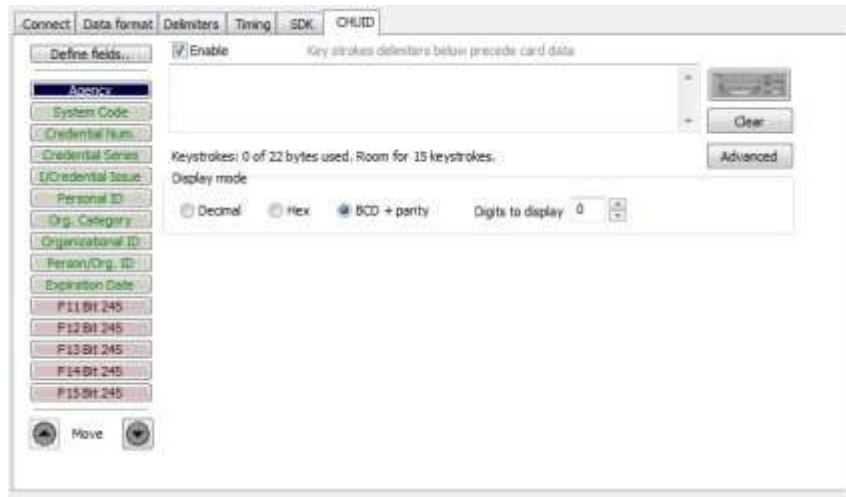 Connect Data format Delimiters Timing SDK CHUID
Define fields... Enable Key strokes delimiters below precede card data
Agency
System Code
Credential Num. Clear
Credential Series Keystrokes: 0 of 22 bytes used. Room for 15 keystrokes. Advanced
I/Credential Issue Display mode
Personal ID
Org. Category Decimal Hex BCD + parity Digits to display 0
Organizational ID
Person/Org. ID
Expiration Date
F11 Bit 245
F12 Bit 245
F13 Bit 245
F14 Bit 245
F15 Bit 245
Move